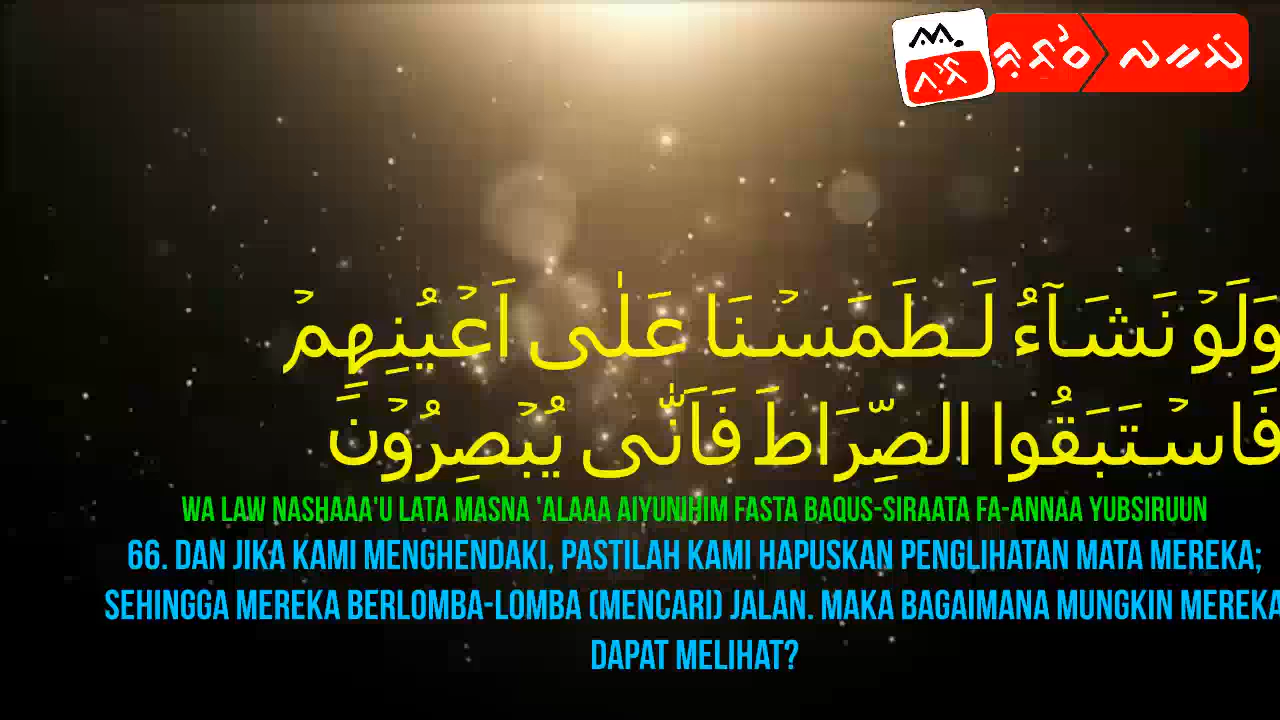 وَلَوۡ نَشَآءُ لَـطَمَسۡنَا عَلٰٓى اَعۡيُنِهِمۡ
فَاسۡتَبَقُوا الصِّرَاطَ فَاَنّٰى يُبۡصِرُوۡنَ
WA LAW NASHAAA'U LATA MASNA 'ALAAA AIYUNIHIM FASTA BAQUS-SIRAATA FA-ANNAA YUBSIRUUN
66. DAN JIKA KAMI MENGHENDAKI, PASTILAH KAMI HAPUSKAN PENGLIHATAN MATA MEREKA;
SEHINGGA MEREKA BERLOMBA-LOMBA (MENCARI) JALAN. MAKA BAGAIMANA MUNGKIN MEREKA
DAPAT MELIHAT?